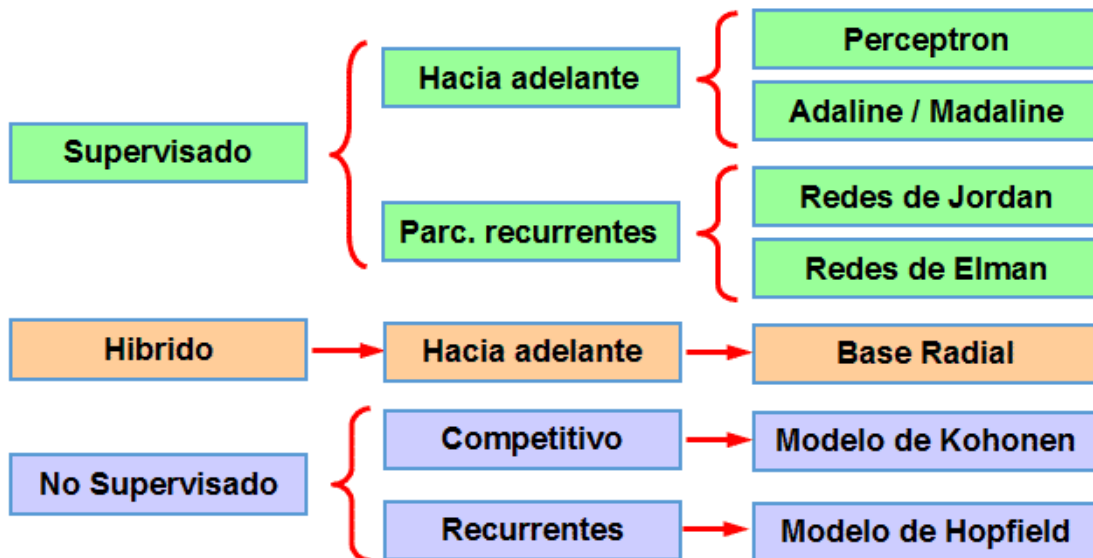 Supervisado
Hacia adelante
Perceptron
Adaline / Madaline
Parc. recurrentes
Redes de Jordan
Redes de Elman
Hibrido
Hacia adelante
Base Radial
No Supervisado
Competitivo
Modelo de Kohonen
Recurrentes
Modelo de Hopfield